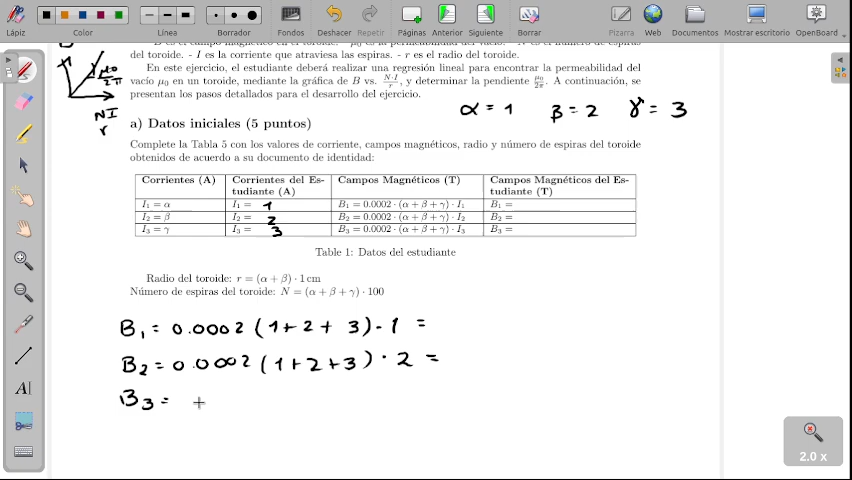 Lápiz Color Línea Borrador Fondos Deshacer Rehacer Páginas Anterior Siguiente Borrar Pizarra Web Documentos Mostrar Escritorio OpenBoard
del toroide. - I es la corriente que atraviesa las espiras. - r es el radio del toroide.
En este ejercicio, el estudiante deberá realizar una regresión lineal para encontrar la permeabilidad del
vacío μ₀ en un toroide, mediante la gráfica de B vs. N·I/r, y determinar la pendiente μ₀/2π. A continuación, se
presentan los pasos detallados para el desarrollo del ejercicio.
μ₀/2π
NI
r
α = 1 β = 2 γ = 3
a) Datos iniciales (5 puntos)
Complete la Tabla 5 con los valores de corriente, campos magnéticos, radio y número de espiras del toroide
obtenidos de acuerdo a su documento de identidad:
Corrientes (A) Corrientes del Es- Campos Magnéticos (T) Campos Magnéticos del Es-
tudiante (A) tudiante (T)
I₁ = α I₁ = 1 B₁ = 0.0002 · (α + β + γ) · I₁ B₁ =
I₂ = β I₂ = 2 B₂ = 0.0002 · (α + β + γ) · I₂ B₂ =
I₃ = γ I₃ = 3 B₃ = 0.0002 · (α + β + γ) · I₃ B₃ =
Table 1: Datos del estudiante
Radio del toroide: r = (α + β) · 1 cm
Número de espiras del toroide: N = (α + β + γ) · 100
B₁ = 0.0002 (1+2+ 3) · 1 =
B₂ = 0.0002 (1+2+3) · 2 =
B₃ =
2.0 x